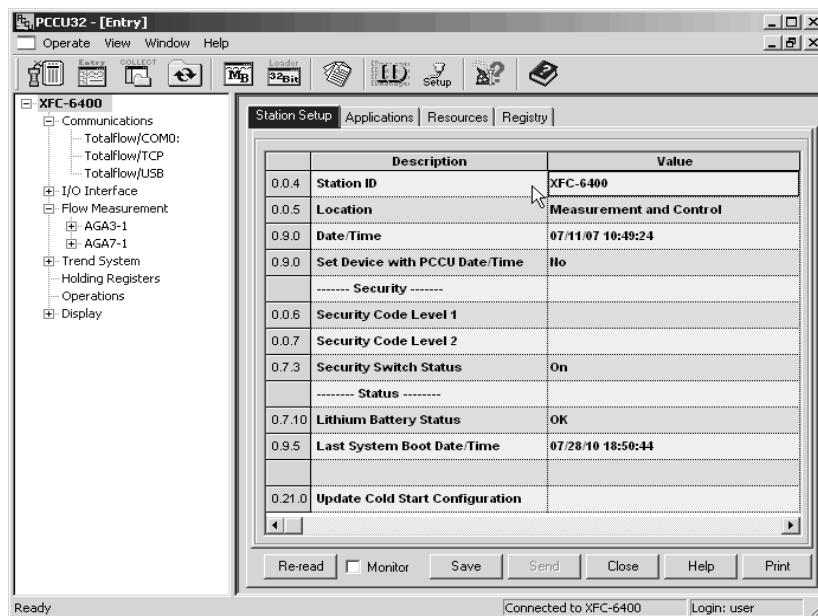 PCCU32 - [Entry]
Operate View Window Help
Entry
COLLECT
MB
Loader
32Bit
ID
Setup
XFC-6400
Communications
Totalflow/COM0:
Totalflow/TCP
Totalflow/USB
I/O Interface
Flow Measurement
AGA3-1
AGA7-1
Trend System
Holding Registers
Operations
Display
Station Setup Applications Resources Registry
Description Value
0.0.4 Station ID XFC-6400
0.0.5 Location Measurement and Control
0.9.0 Date/Time 07/11/07 10:49:24
0.9.0 Set Device with PCCU Date/Time No
------- Security -------
0.0.6 Security Code Level 1
0.0.7 Security Code Level 2
0.7.3 Security Switch Status On
-------- Status --------
0.7.10 Lithium Battery Status OK
0.9.5 Last System Boot Date/Time 07/28/10 18:50:44
0.21.0 Update Cold Start Configuration
Re-read Monitor Save Send Close Help Print
Ready Connected to XFC-6400 Login: user